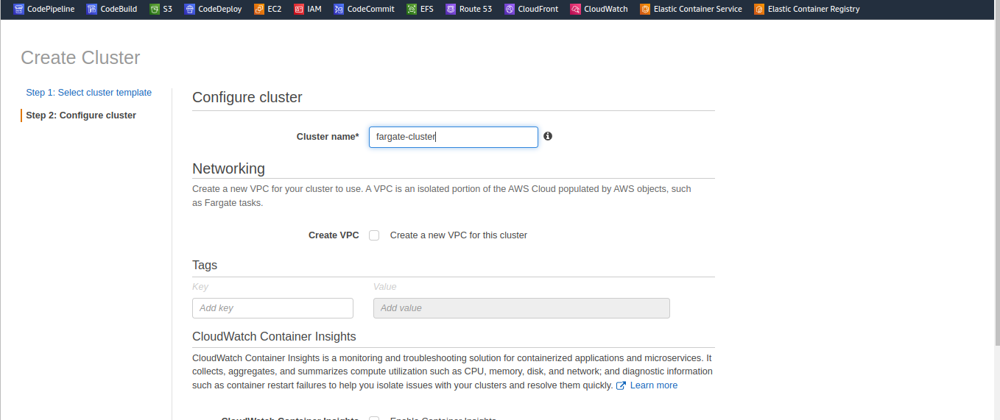 CodePipeline CodeBuild S3 CodeDeploy EC2 IAM CodeCommit EFS Route 53 CloudFront CloudWatch Elastic Container Service Elastic Container Registry
Create Cluster
Step 1: Select cluster template
Step 2: Configure cluster
Configure cluster
Cluster name* fargate-cluster
Networking
Create a new VPC for your cluster to use. A VPC is an isolated portion of the AWS Cloud populated by AWS objects, such
as Fargate tasks.
Create VPC Create a new VPC for this cluster
Tags
Key Value
Add key Add value
CloudWatch Container Insights
CloudWatch Container Insights is a monitoring and troubleshooting solution for containerized applications and microservices. It
collects, aggregates, and summarizes compute utilization such as CPU, memory, disk, and network; and diagnostic information
such as container restart failures to help you isolate issues with your clusters and resolve them quickly. Learn more
CloudWatch Container Insights Enable Container Insights